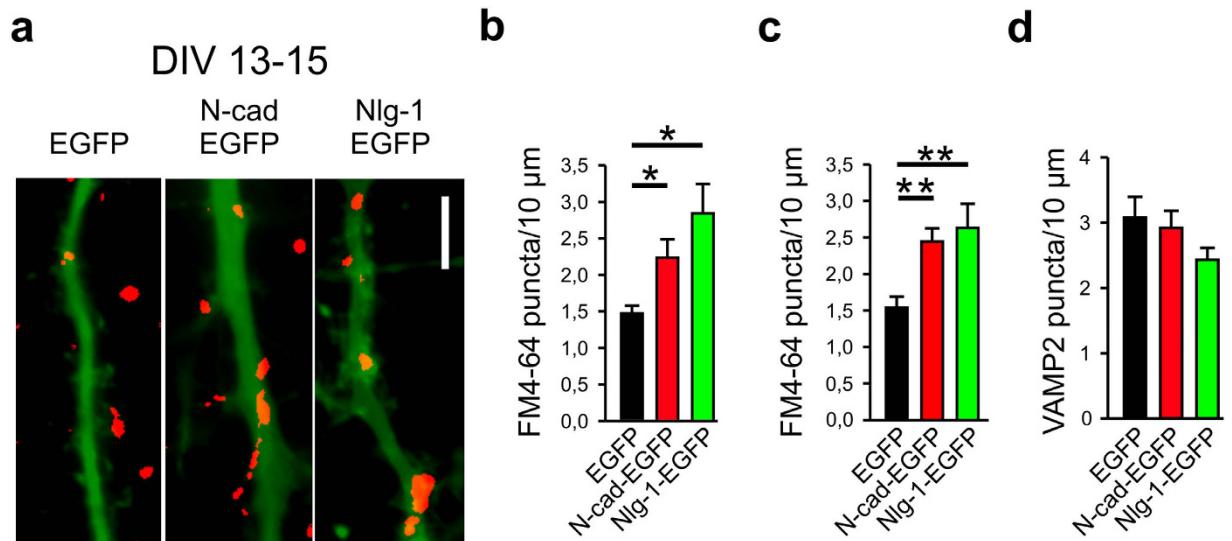 a
DIV 13-15
EGFP
N-cad
EGFP
Nlg-1
EGFP
b
FM4-64 puncta/10 µm
3,5
3,0
2,5
2,0
1,5
1,0
0,5
0,0
*
*
EGFP
N-cad-EGFP
Nlg-1-EGFP
c
FM4-64 puncta/10 µm
3,5
3,0
2,5
2,0
1,5
1,0
0,5
0,0
**
**
EGFP
N-cad-EGFP
Nlg-1-EGFP
d
VAMP2 puncta/10 µm
4
3
2
1
0
EGFP
N-cad-EGFP
Nlg-1-EGFP